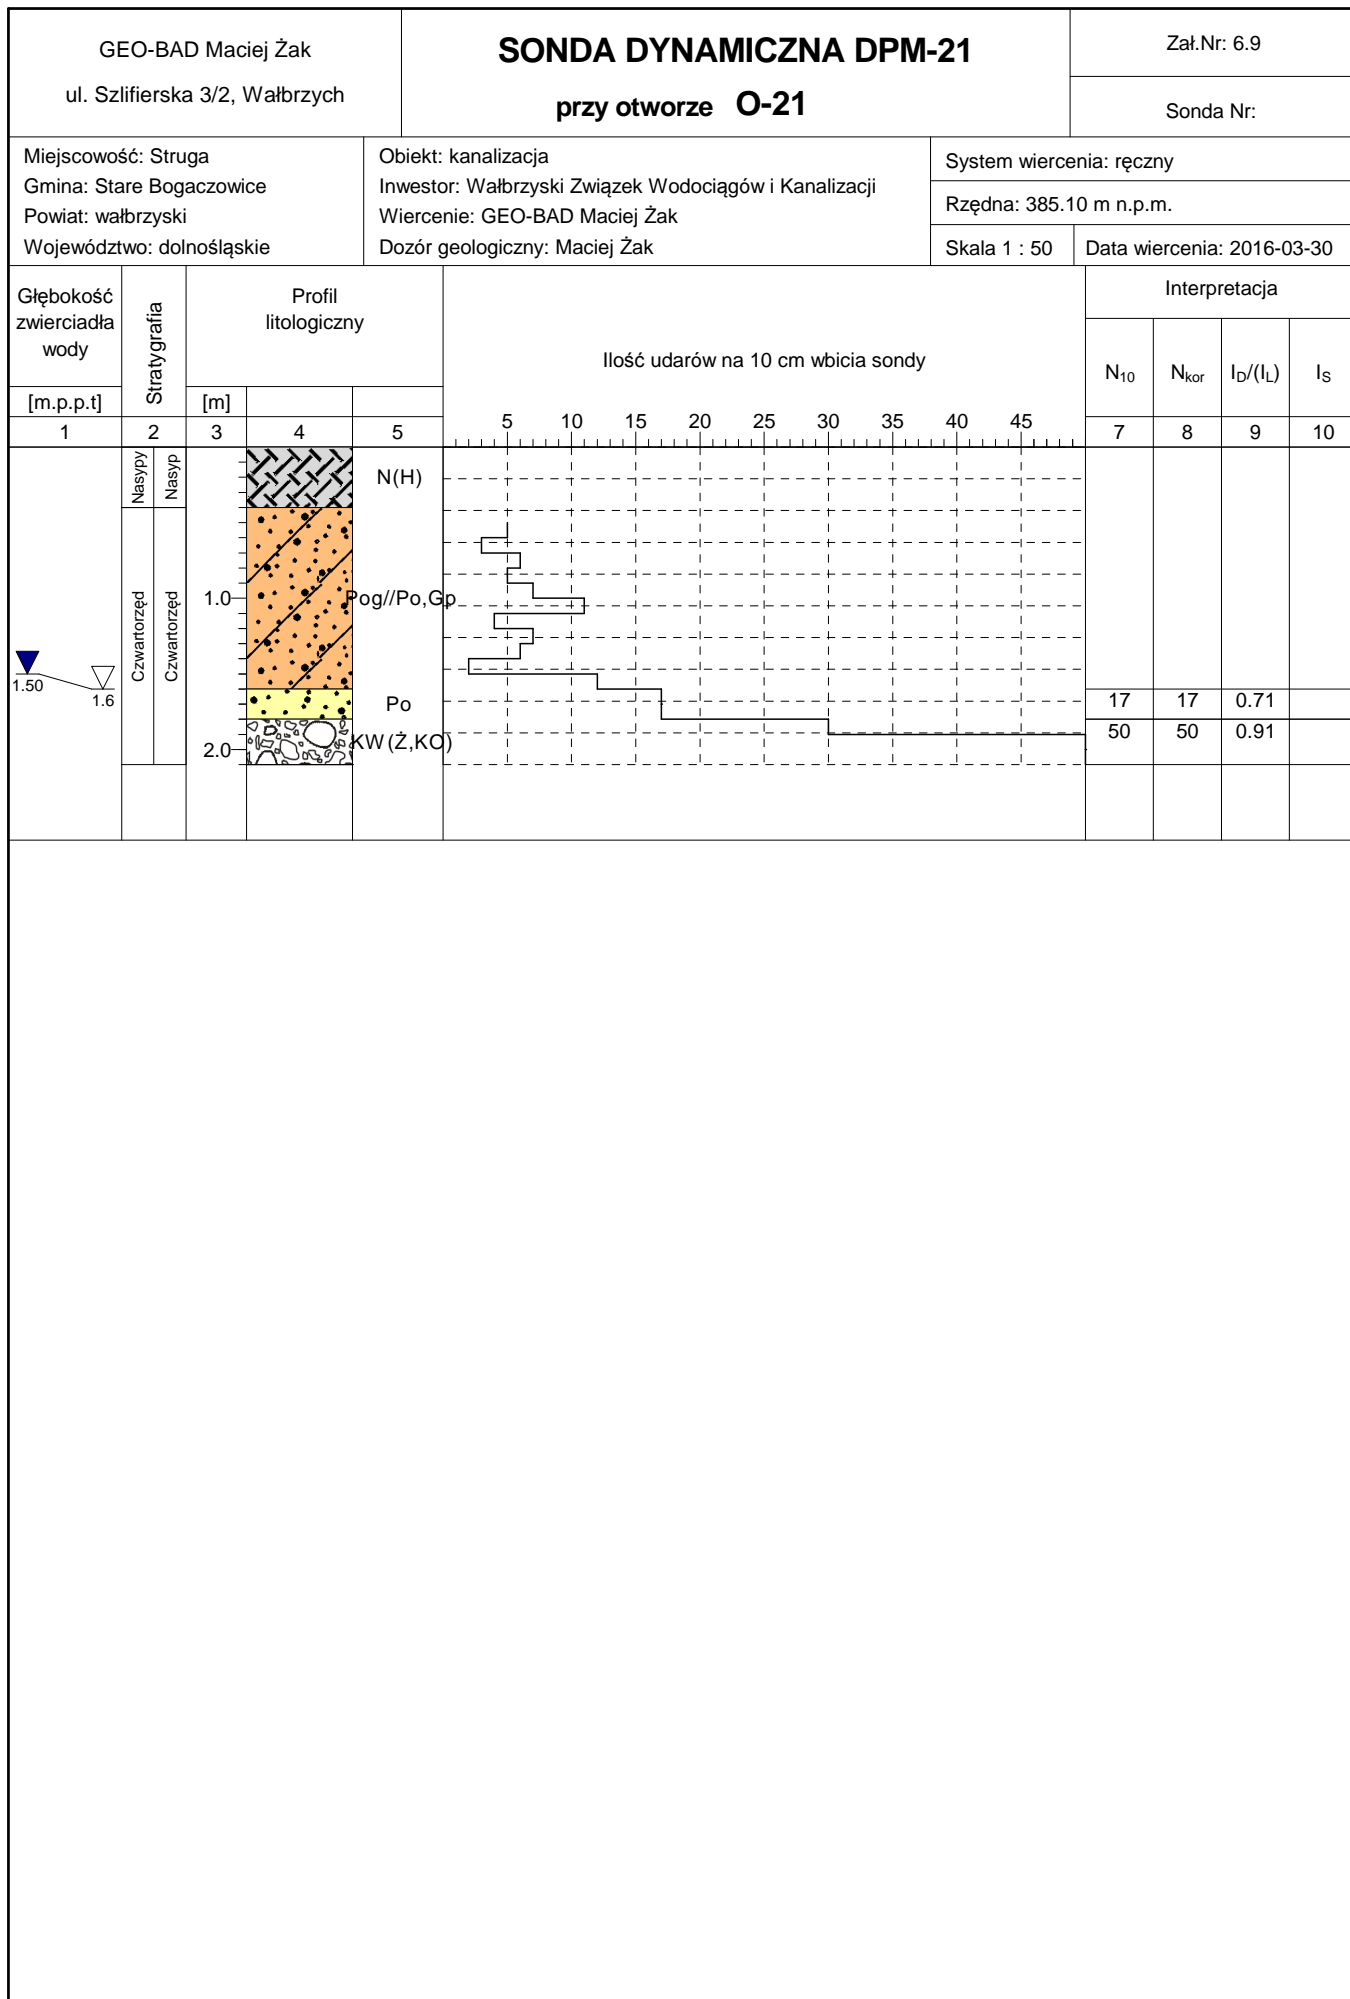 GEO-BAD Maciej Żak
ul. Szlifierska 3/2, Wałbrzych
SONDA DYNAMICZNA DPM-21
przy otworze O-21
Zał.Nr: 6.9
Sonda Nr:
Miejscowość: Struga
Gmina: Stare Bogaczowice
Powiat: wałbrzyski
Województwo: dolnośląskie
Obiekt: kanalizacja
Inwestor: Wałbrzyski Związek Wodociągów i Kanalizacji
Wiercenie: GEO-BAD Maciej Żak
Dozór geologiczny: Maciej Żak
System wiercenia: ręczny
Rzędna: 385.10 m n.p.m.
Skala 1 : 50
Data wiercenia: 2016-03-30
Głębokość
zwierciadła
wody
[m.p.p.t]
Stratygrafia
Profil
litologiczny
[m]
Ilość udarów na 10 cm wbicia sondy
5 10 15 20 25 30 35 40 45
Interpretacja
N10 Nkor ID/(IL) IS
1 2 3 4 5 7 8 9 10
Nasypy
Nasyp
N(H)
Czwartorzęd
Czwartorzęd
1.0
Pog//Po,Gp
1.50
1.6
Po
17 17 0.71
2.0
KW(Ż,KO)
50 50 0.91